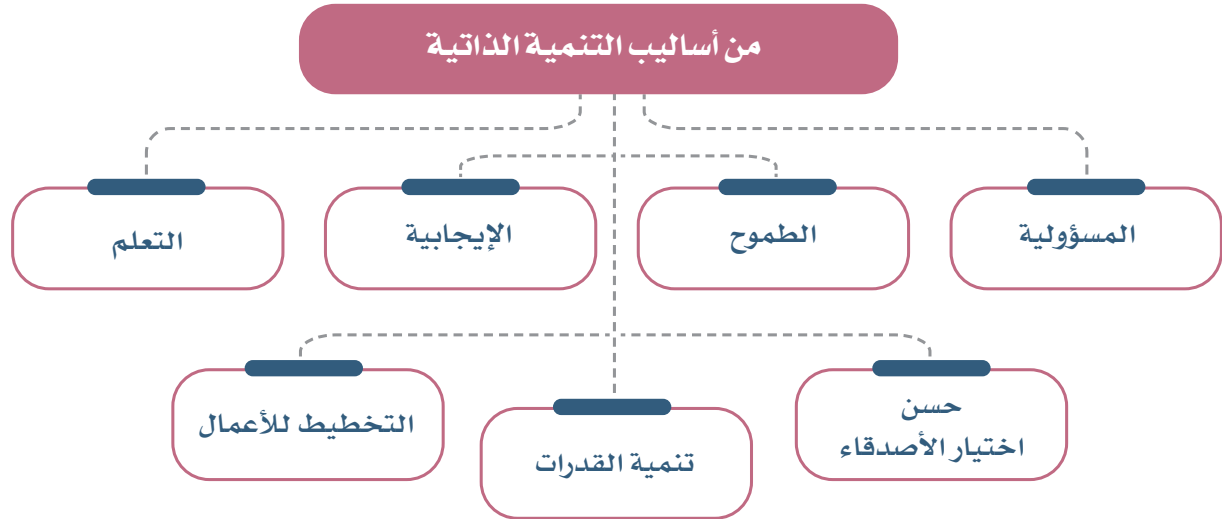 من أساليب التنمية الذاتية
المسؤولية
الطموح
الإيجابية
التعلم
حسن
اختيار الأصدقاء
تنمية القدرات
التخطيط للأعمال